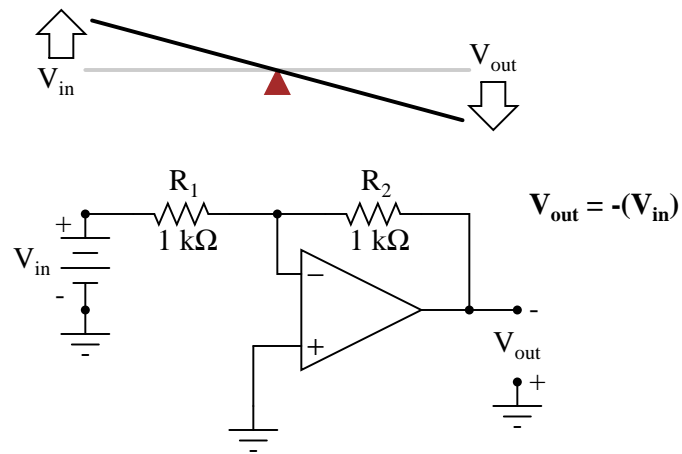 V_in
V_out
R_1
R_2
1 kΩ
1 kΩ
V_out = -(V_in)
+
V_in
-
−
+
-
V_out
+